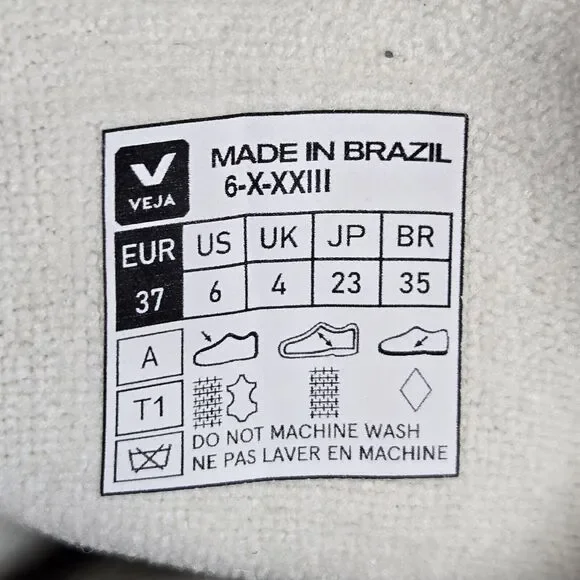 VEJA
MADE IN BRAZIL
6-X-XXIII
EUR US UK JP BR
37 6 4 23 35
A
T1
DO NOT MACHINE WASH
NE PAS LAVER EN MACHINE